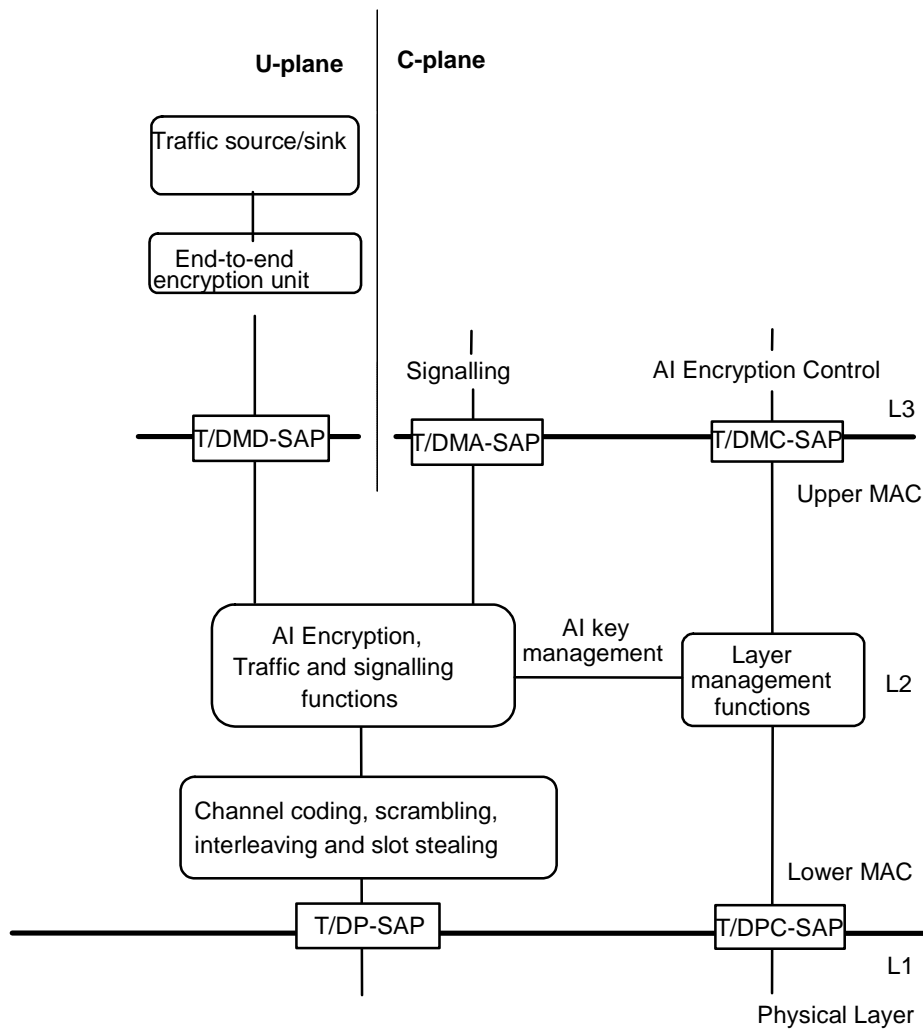 U-plane
C-plane
Traffic source/sink
End-to-end
encryption unit
Signalling
AI Encryption Control
L3
T/DMD-SAP
T/DMA-SAP
T/DMC-SAP
Upper MAC
AI Encryption,
Traffic and signalling
functions
AI key
management
Layer
management
functions
L2
Channel coding, scrambling,
interleaving and slot stealing
Lower MAC
T/DP-SAP
T/DPC-SAP
L1
Physical Layer